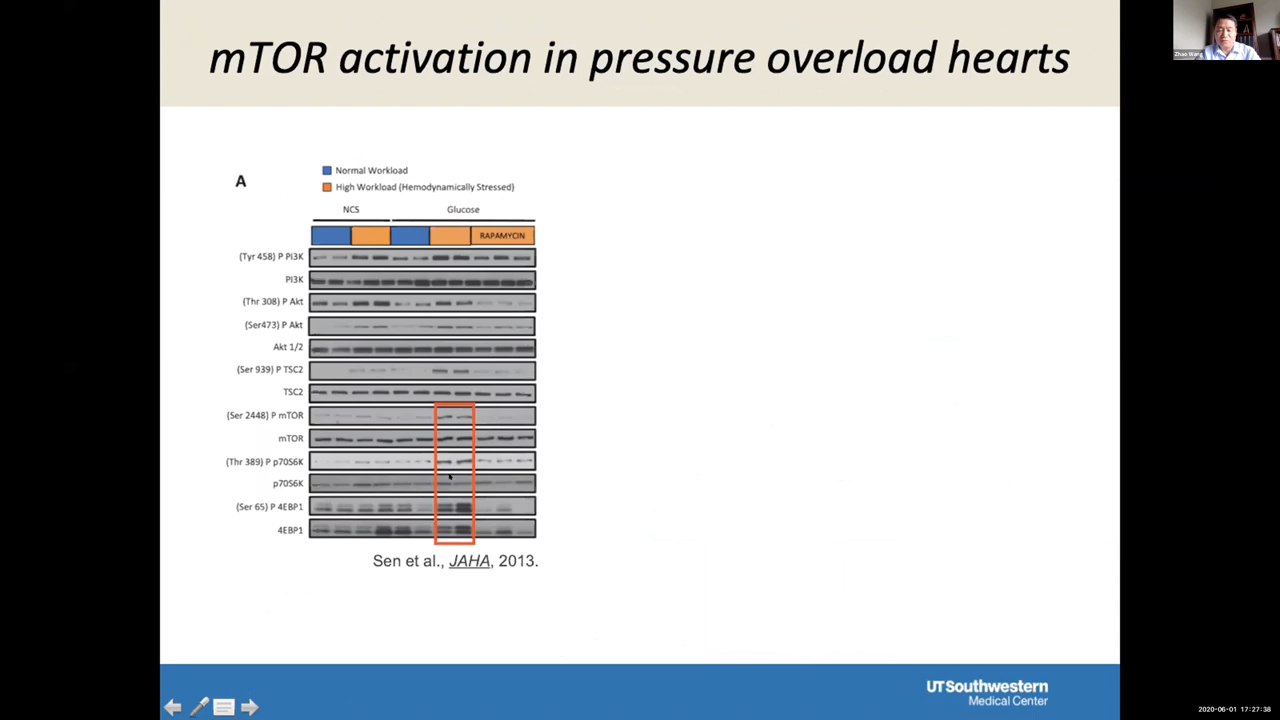 mTOR activation in pressure overload hearts
Zhao Wang
A
Normal Workload
High Workload (Hemodynamically Stressed)
NCS
Glucose
RAPAMYCIN
(Tyr 458) P PI3K
PI3K
(Thr 308) P Akt
(Ser473) P Akt
Akt 1/2
(Ser 939) P TSC2
TSC2
(Ser 2448) P mTOR
mTOR
(Thr 389) P p70S6K
p70S6K
(Ser 65) P 4EBP1
4EBP1
Sen et al., JAHA, 2013.
UT Southwestern
Medical Center
2020-06-01 17:27:38